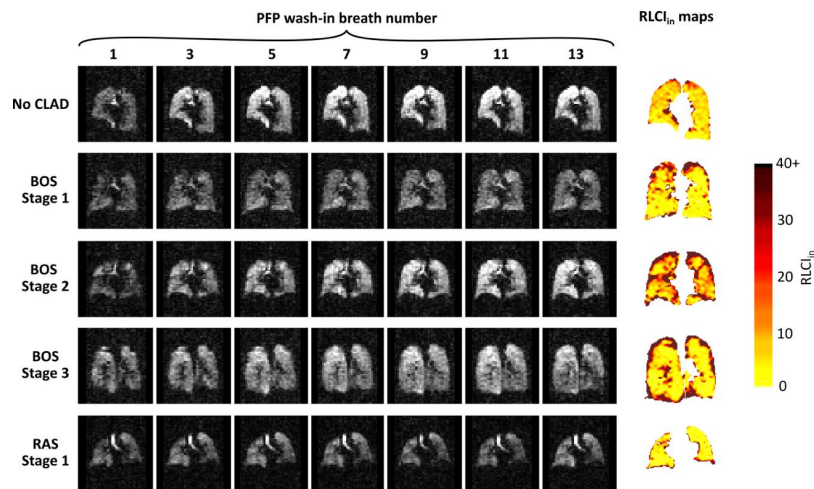 PFP wash-in breath number
RLCIin maps
1 3 5 7 9 11 13
No CLAD
BOS
Stage 1
BOS
Stage 2
BOS
Stage 3
RAS
Stage 1
40+
30
20
10
0
RLCIin